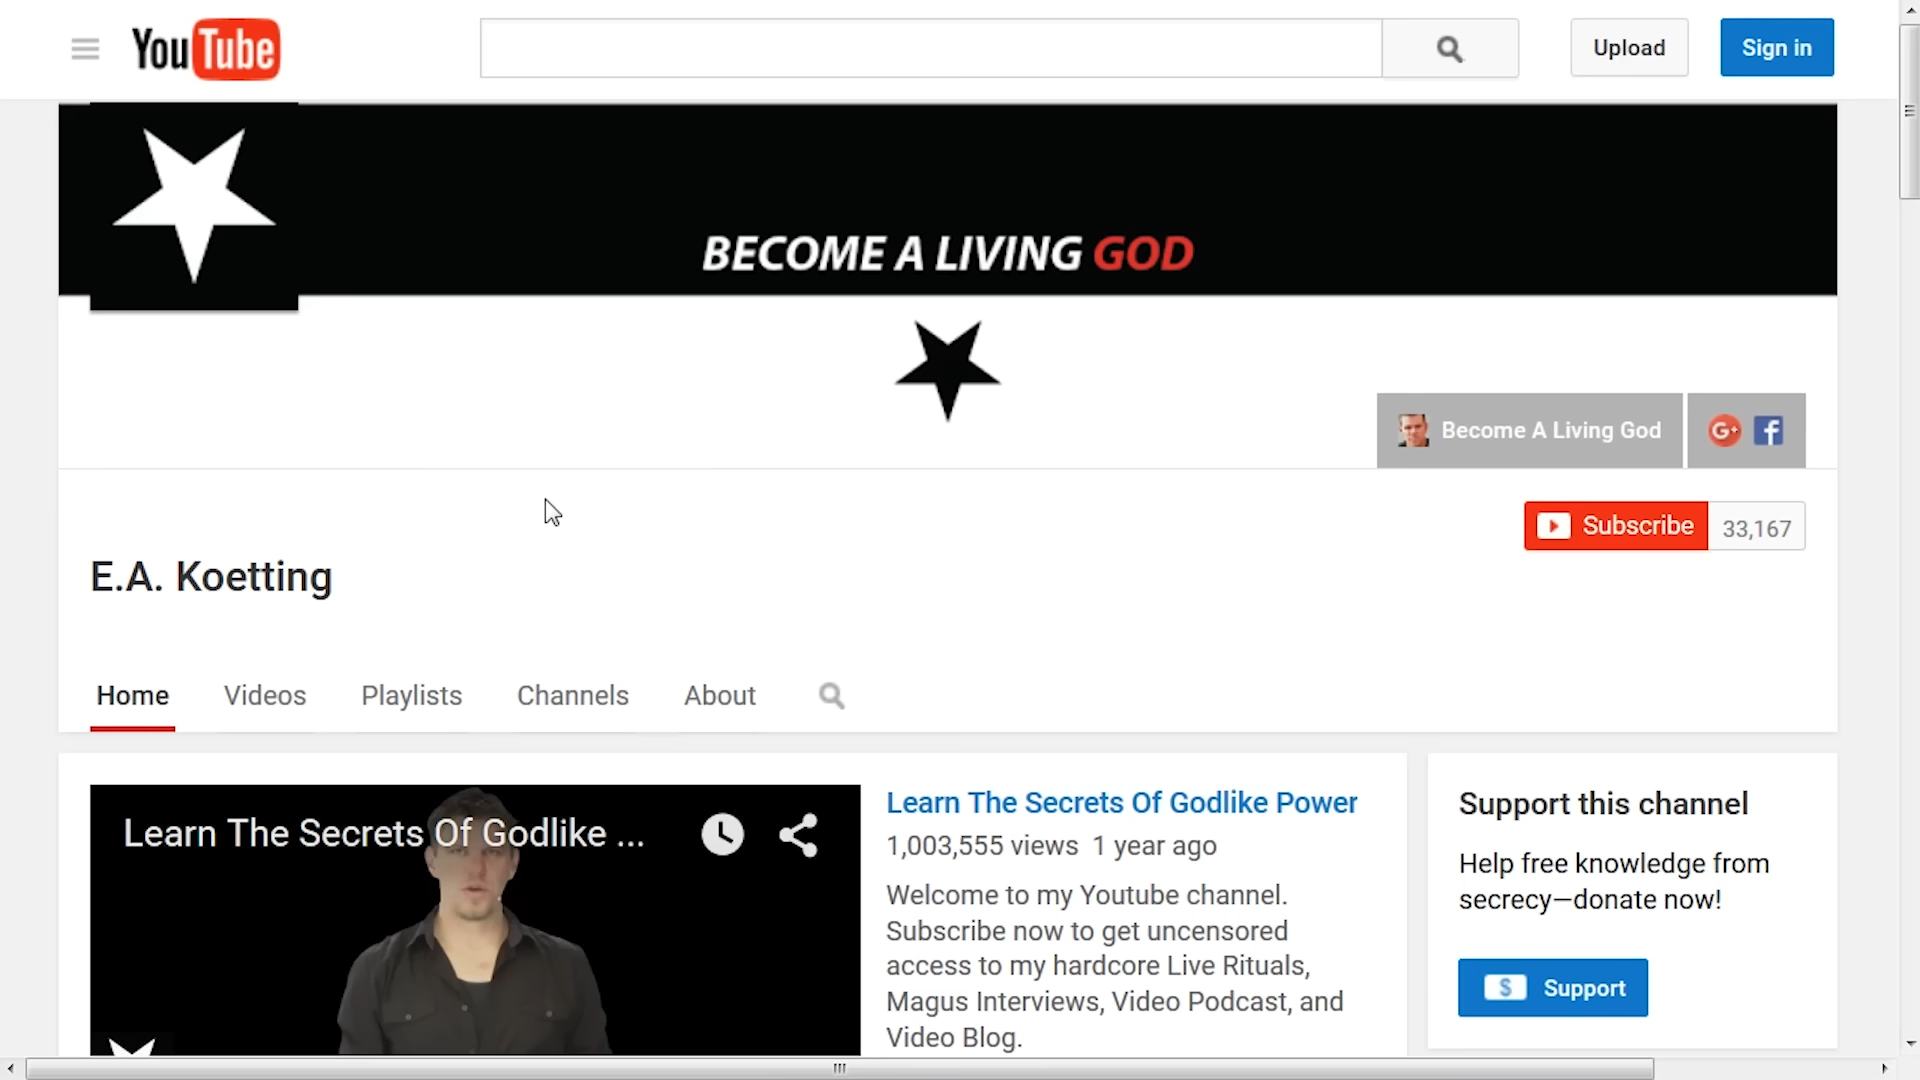 YouTube
Upload
Sign in
BECOME A LIVING GOD
Become A Living God
G+ f
Subscribe 33,167
E.A. Koetting
Home Videos Playlists Channels About
Learn The Secrets Of Godlike ...
Learn The Secrets Of Godlike Power
1,003,555 views 1 year ago
Welcome to my Youtube channel.
Subscribe now to get uncensored
access to my hardcore Live Rituals,
Magus Interviews, Video Podcast, and
Video Blog.
Support this channel
Help free knowledge from
secrecy—donate now!
$ Support